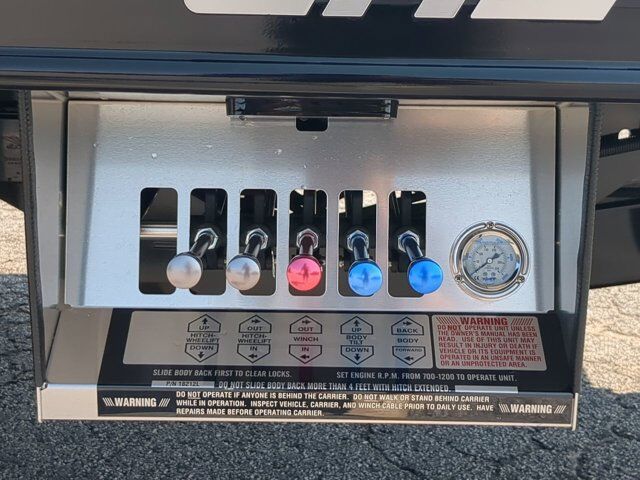 UP
HITCH-
WHEELLIFT
DOWN
OUT
HITCH-
WHEELLIFT
IN
OUT
WINCH
IN
UP
BODY
TILT
DOWN
BACK
BODY
FORWARD
WARNING
DO NOT OPERATE UNIT UNLESS
THE OWNER'S MANUAL HAS BEEN
READ. USE OF THIS UNIT MAY
RESULT IN INJURY OR DEATH IF
VEHICLE OR ITS EQUIPMENT IS
OPERATED IN AN UNSAFE MANNER
OR AN UNPROTECTED AREA.
SLIDE BODY BACK FIRST TO CLEAR LOCKS.
SET ENGINE R.P.M. FROM 700-1200 TO OPERATE UNIT.
P/N 18212L
DO NOT SLIDE BODY BACK MORE THAN 4 FEET WITH HITCH EXTENDED.
WARNING
DO NOT OPERATE IF ANYONE IS BEHIND THE CARRIER. DO NOT WALK OR STAND BEHIND CARRIER
WHILE IN OPERATION. INSPECT VEHICLE, CARRIER, AND WINCH CABLE PRIOR TO DAILY USE. HAVE
REPAIRS MADE BEFORE OPERATING CARRIER.
WARNING